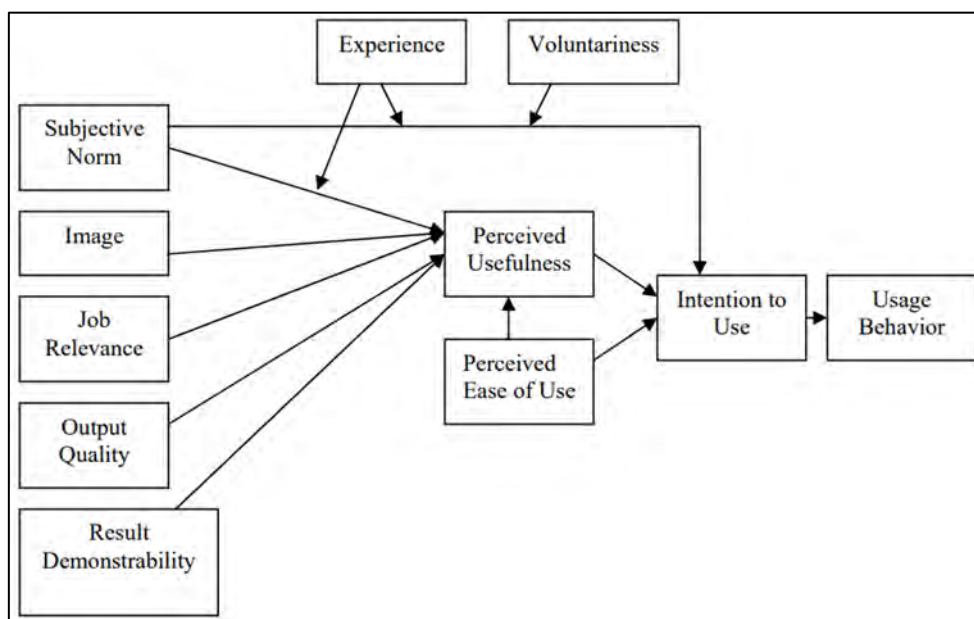 Experience
Voluntariness
Subjective
Norm
Image
Job
Relevance
Output
Quality
Result
Demonstrability
Perceived
Usefulness
Perceived
Ease of Use
Intention to
Use
Usage
Behavior